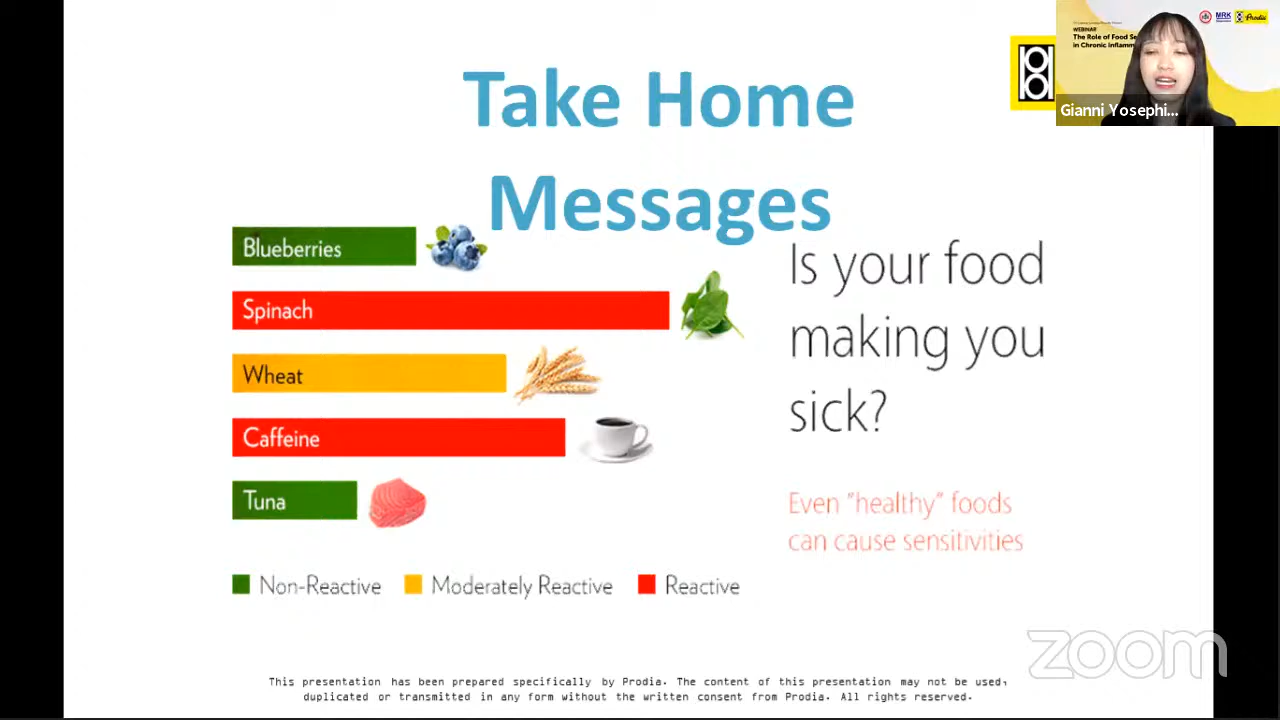 Take Home
Messages
Blueberries
Spinach
Wheat
Caffeine
Tuna
Non-Reactive
Moderately Reactive
Reactive
Is your food
making you
sick?
Even "healthy" foods
can cause sensitivities
This presentation has been prepared specifically by Prodia. The content of this presentation may not be used,
duplicated or transmitted in any form without the written consent from Prodia. All rights reserved.
WEBINAR
The Role of Food Se
in Chronic inflamm
MRK
Prodia
Gianni Yosephi...
zoom